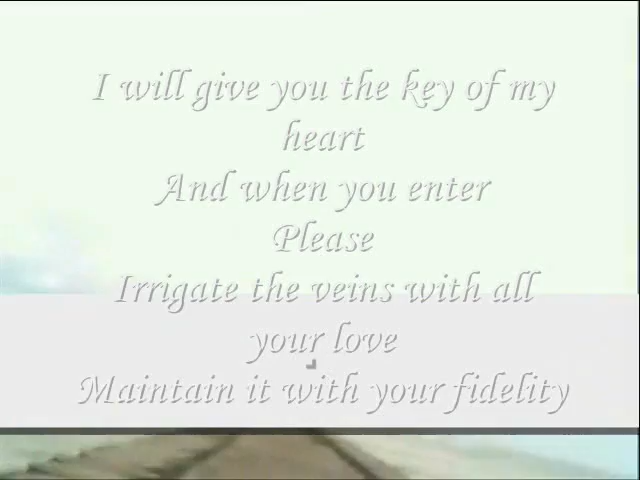 I will give you the key of my
heart
And when you enter
Please
Irrigate the veins with all
your love
Maintain it with your fidelity